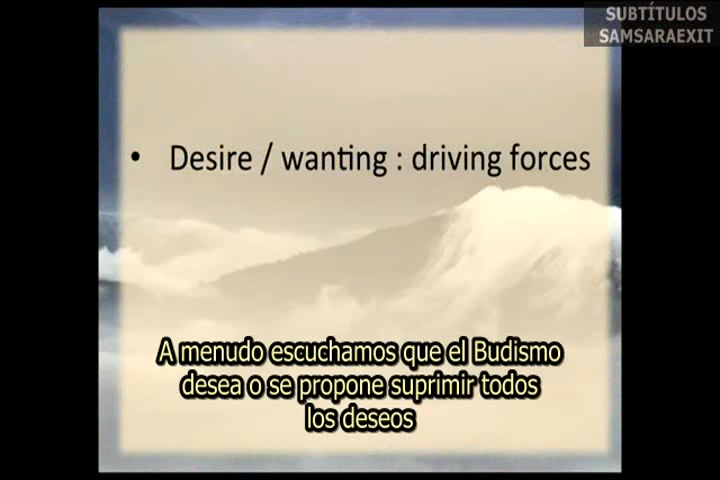 SUBTÍTULOS
SAMSARAEXIT
• Desire / wanting : driving forces
A menudo escuchamos que el Budismo
desea o se propone suprimir todos
los deseos